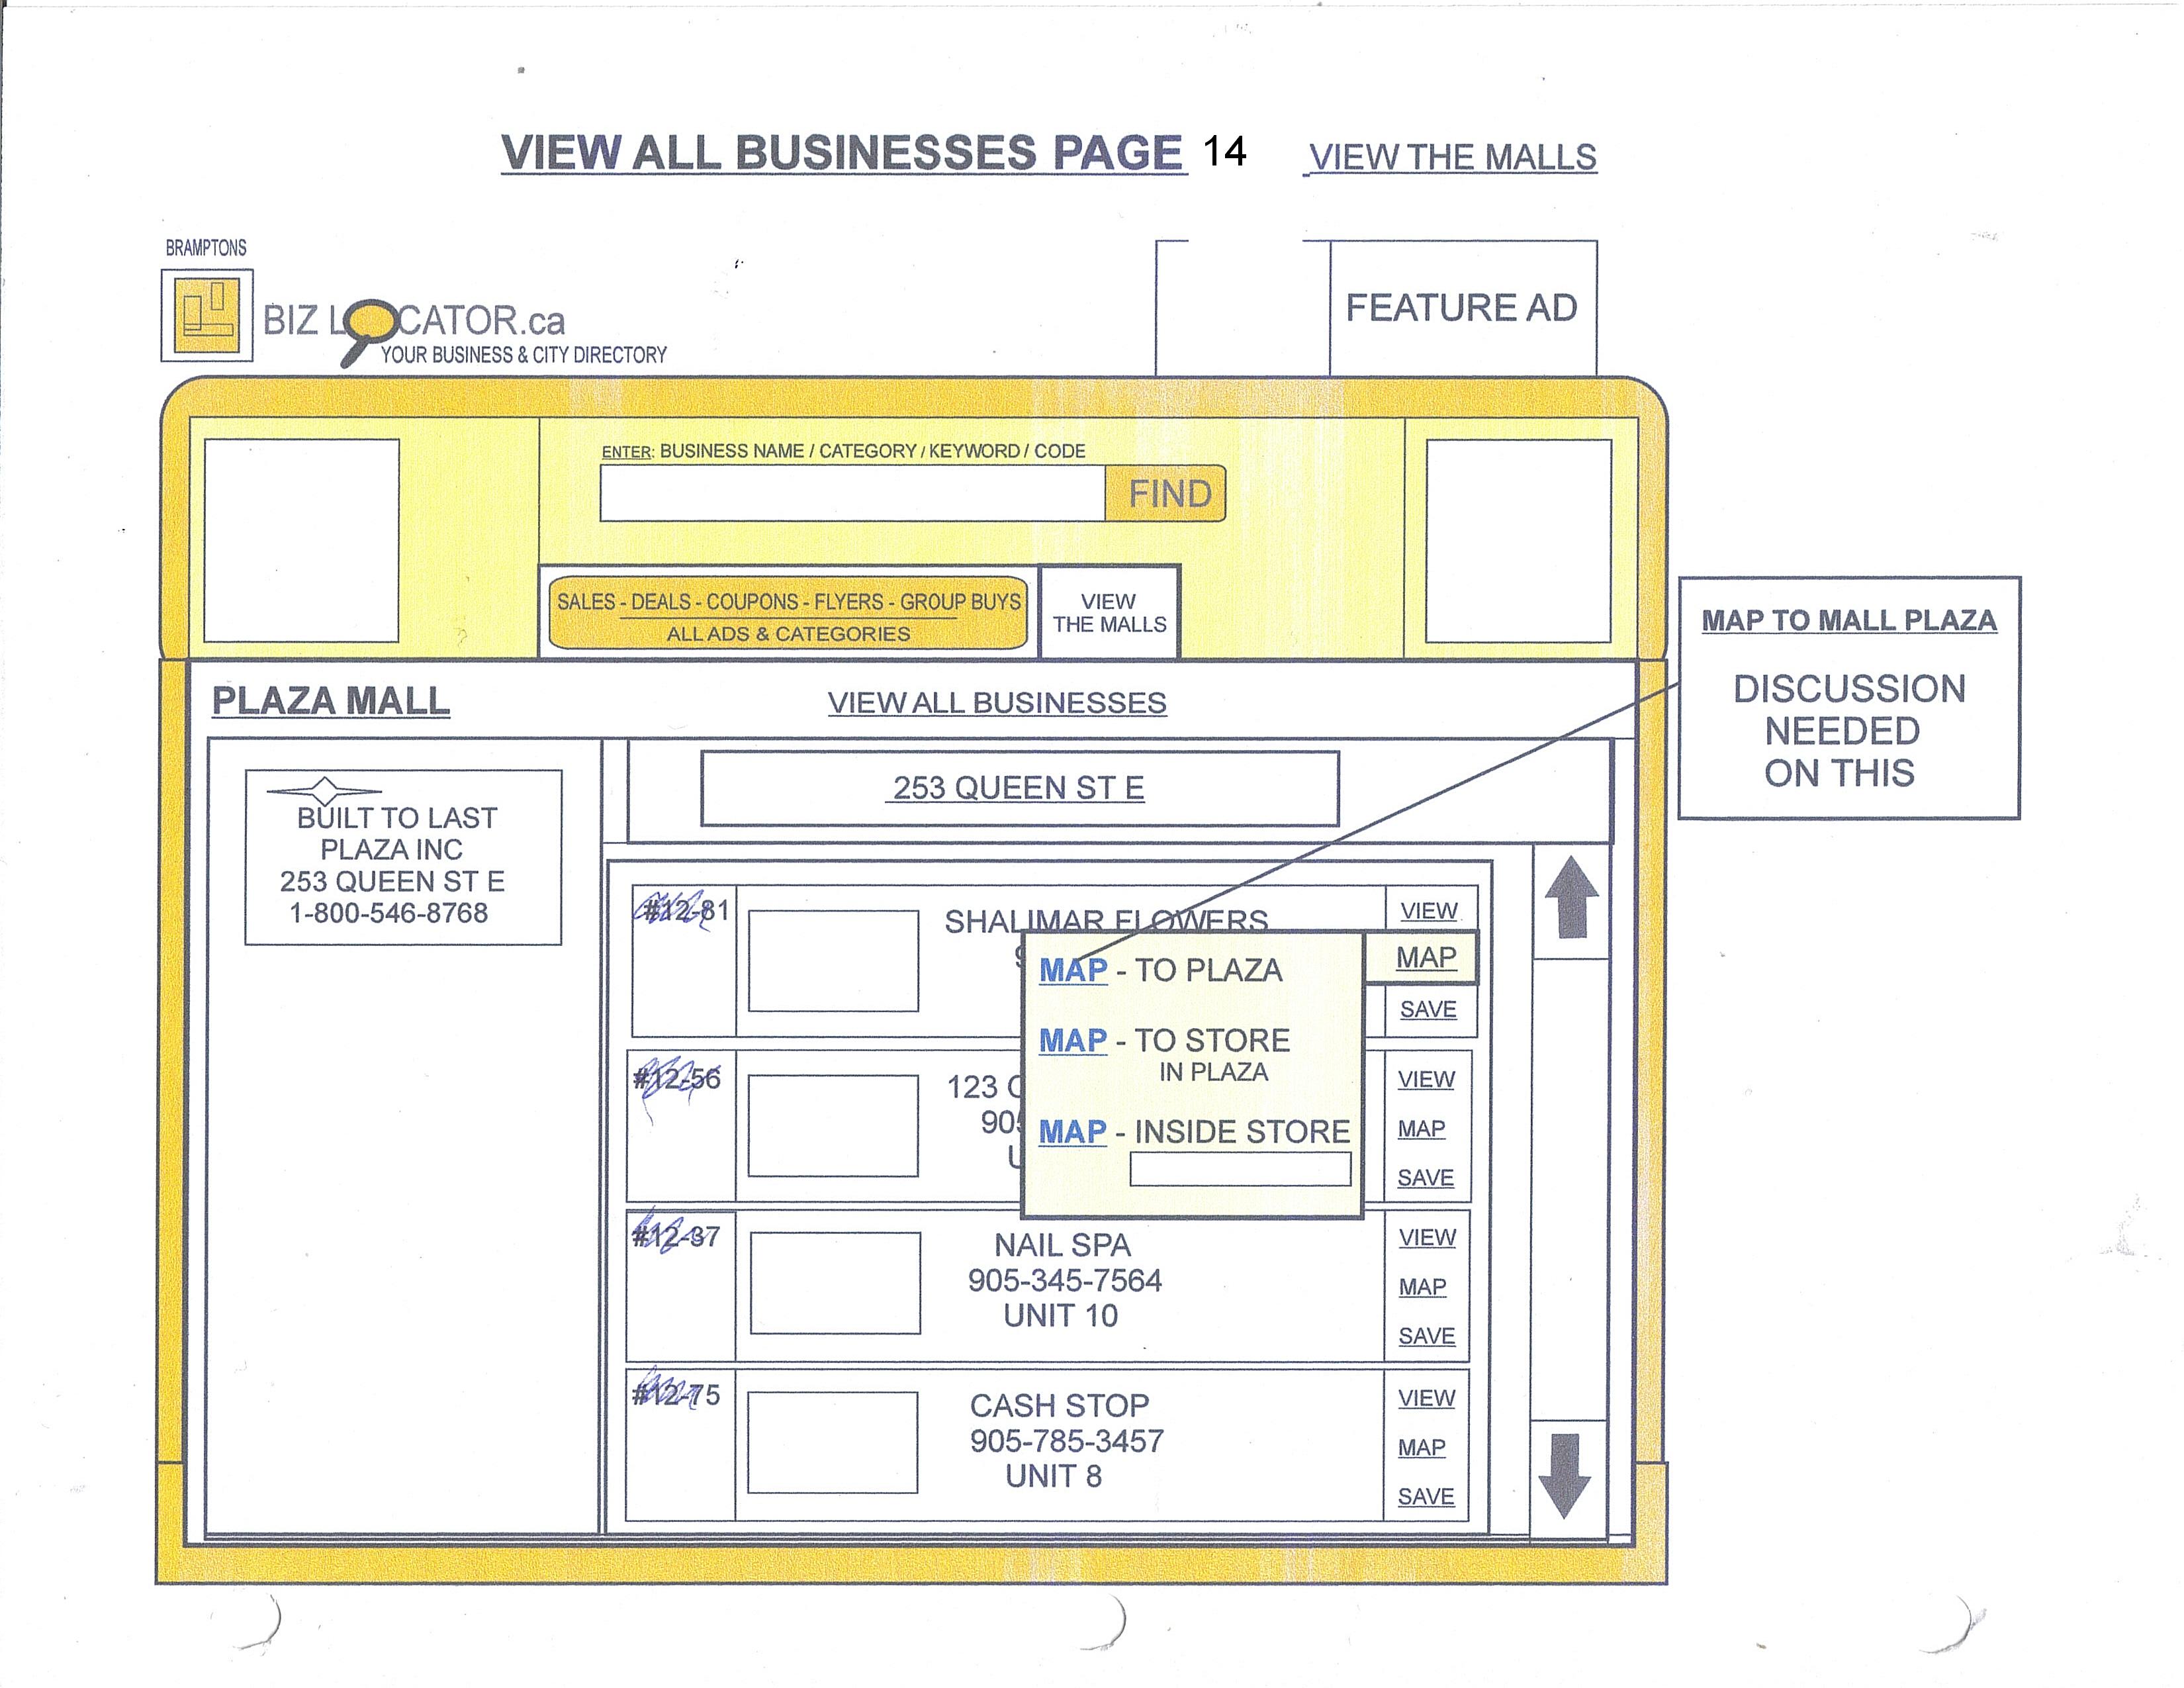 VIEW ALL BUSINESSES PAGE 14 VIEW THE MALLS
BRAMPTONS
BIZ LOCATOR.ca
YOUR BUSINESS & CITY DIRECTORY
FEATURE AD
ENTER: BUSINESS NAME / CATEGORY / KEYWORD / CODE
FIND
SALES - DEALS - COUPONS - FLYERS - GROUP BUYS
ALL ADS & CATEGORIES
VIEW
THE MALLS
MAP TO MALL PLAZA
DISCUSSION
NEEDED
ON THIS
PLAZA MALL
VIEW ALL BUSINESSES
BUILT TO LAST
PLAZA INC
253 QUEEN ST E
1-800-546-8768
253 QUEEN ST E
#12-81
SHALIMAR FLOWERS
VIEW
MAP
SAVE
MAP - TO PLAZA
MAP - TO STORE
IN PLAZA
MAP - INSIDE STORE
#12-56
123
905
VIEW
MAP
SAVE
#12-37
NAIL SPA
905-345-7564
UNIT 10
VIEW
MAP
SAVE
#12-75
CASH STOP
905-785-3457
UNIT 8
VIEW
MAP
SAVE